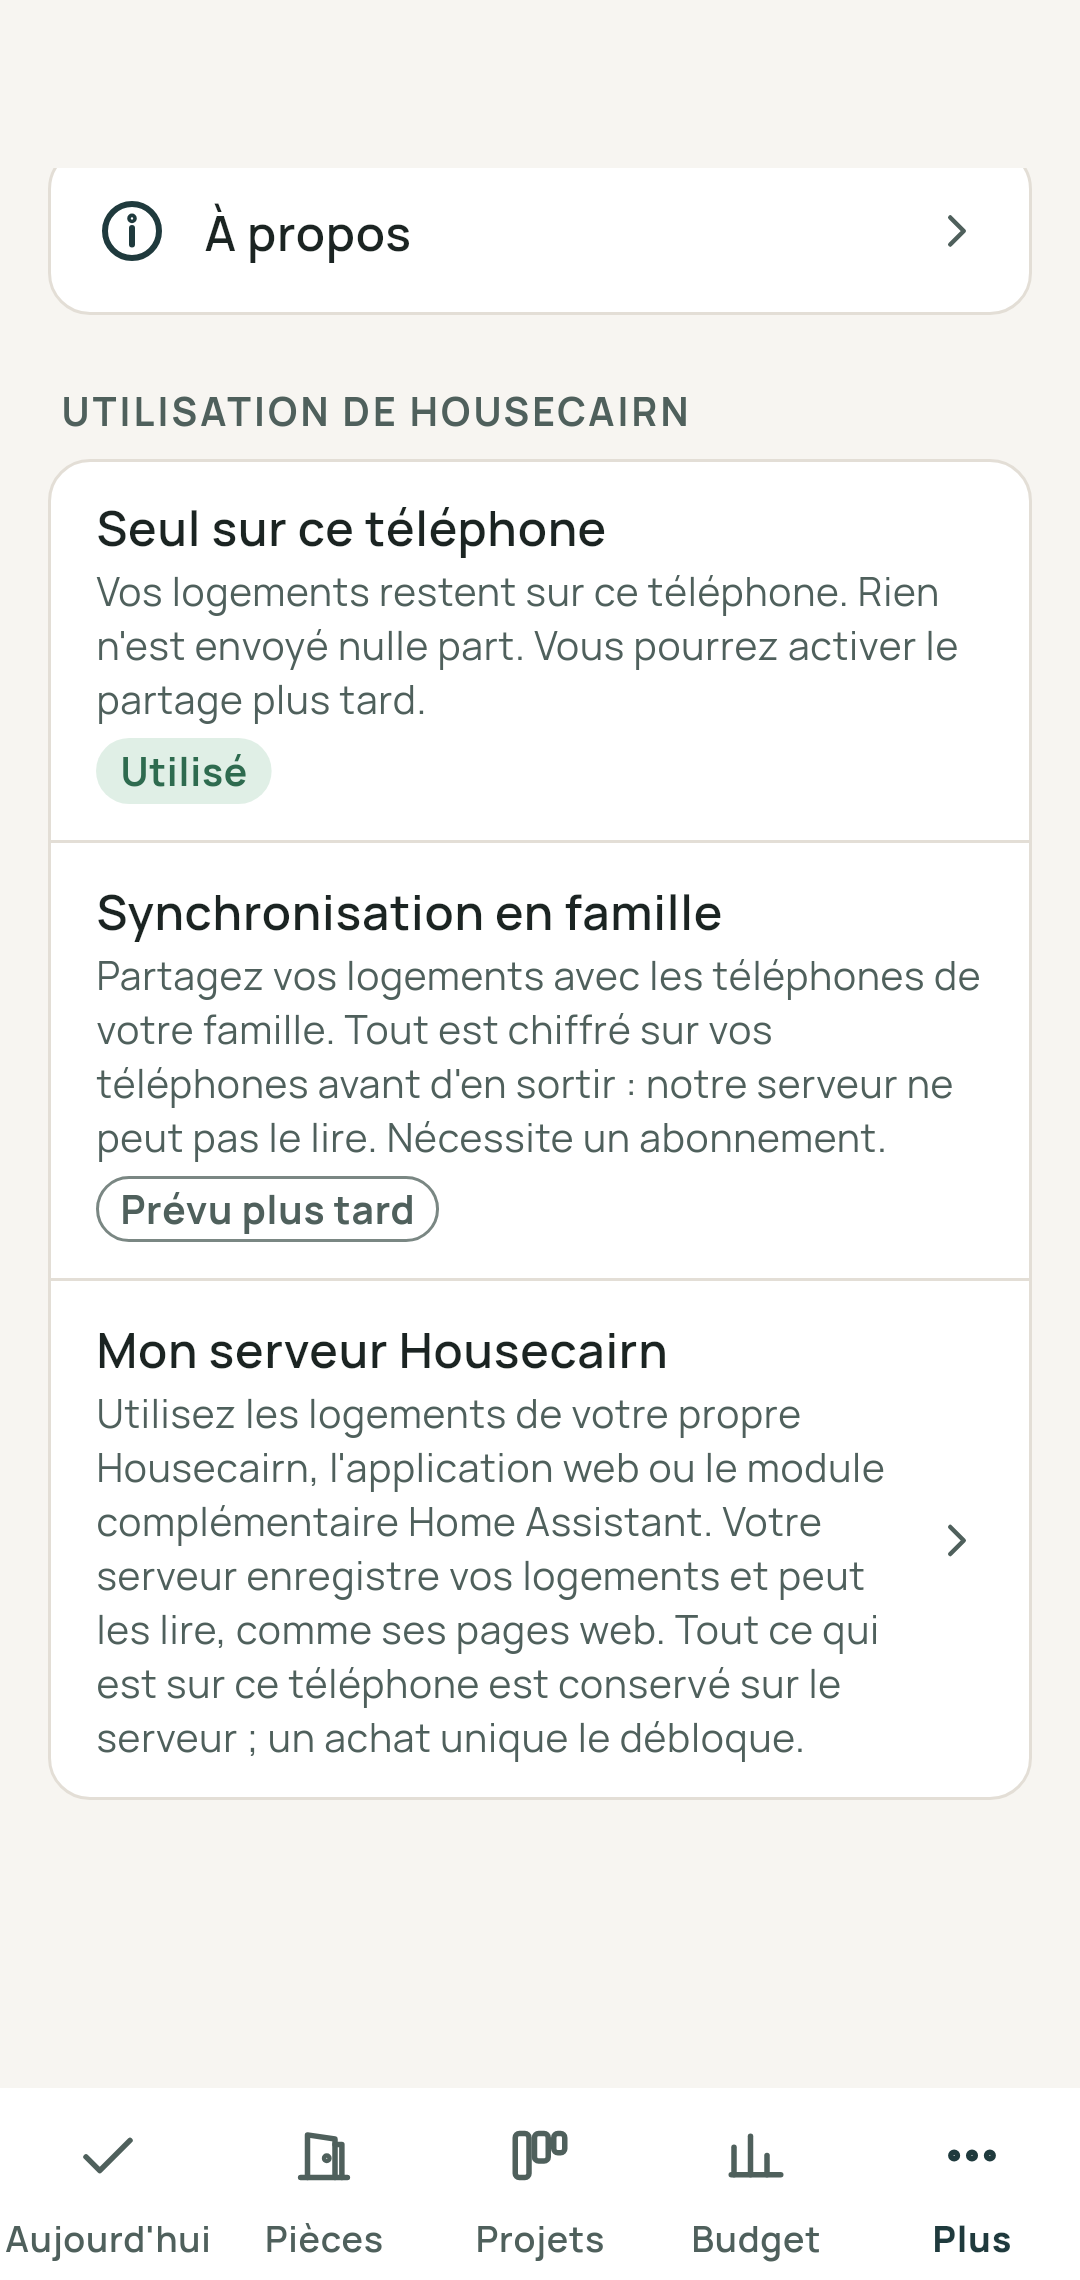 À propos
UTILISATION DE HOUSECAIRN
Seul sur ce téléphone
Vos logements restent sur ce téléphone. Rien
n'est envoyé nulle part. Vous pourrez activer le
partage plus tard.
Utilisé
Synchronisation en famille
Partagez vos logements avec les téléphones de
votre famille. Tout est chiffré sur vos
téléphones avant d'en sortir : notre serveur ne
peut pas le lire. Nécessite un abonnement.
Prévu plus tard
Mon serveur Housecairn
Utilisez les logements de votre propre
Housecairn, l'application web ou le module
complémentaire Home Assistant. Votre
serveur enregistre vos logements et peut
les lire, comme ses pages web. Tout ce qui
est sur ce téléphone est conservé sur le
serveur ; un achat unique le débloque.
Aujourd'hui
Pièces
Projets
Budget
Plus